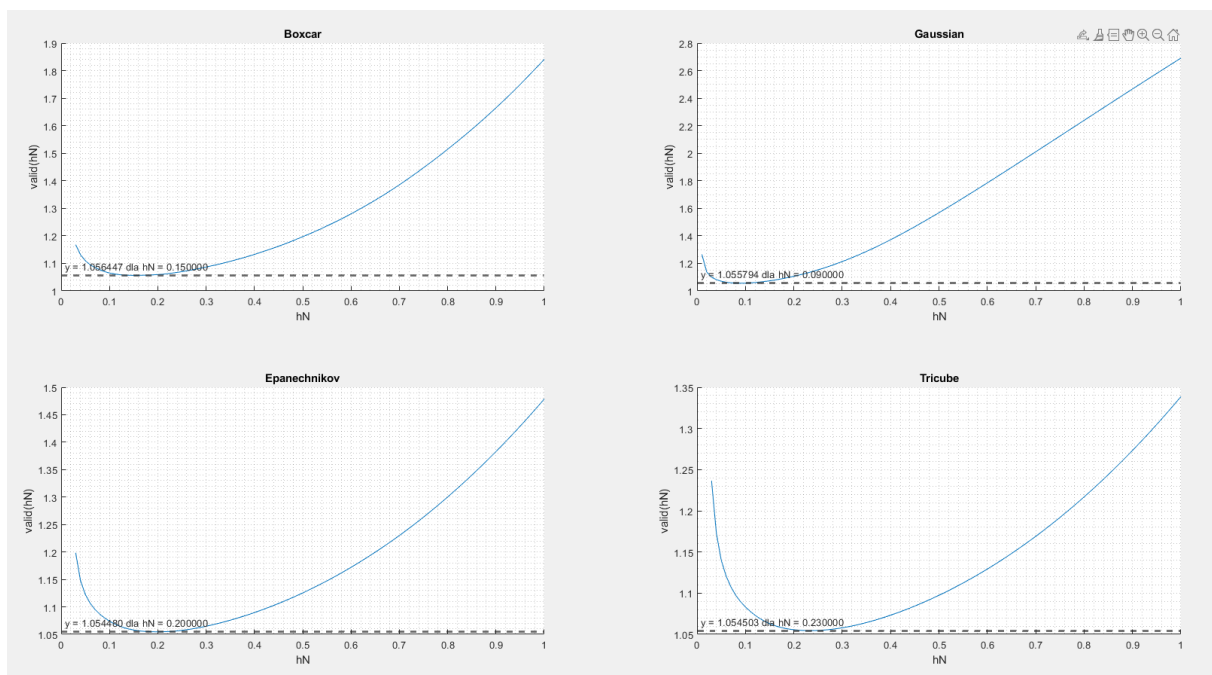 Boxcar
1.9
1.8
1.7
1.6
1.5
1.4
1.3
1.2
1.1
1
valid(hN)
y = 1.056447 dla hN = 0.150000
0 0.1 0.2 0.3 0.4 0.5 0.6 0.7 0.8 0.9 1
hN
Gaussian
2.8
2.6
2.4
2.2
2
1.8
1.6
1.4
1.2
1
valid(hN)
y = 1.055794 dla hN = 0.090000
0 0.1 0.2 0.3 0.4 0.5 0.6 0.7 0.8 0.9 1
hN
Epanechnikov
1.5
1.45
1.4
1.35
1.3
1.25
1.2
1.15
1.1
1.05
valid(hN)
y = 1.054480 dla hN = 0.200000
0 0.1 0.2 0.3 0.4 0.5 0.6 0.7 0.8 0.9 1
hN
Tricube
1.35
1.3
1.25
1.2
1.15
1.1
1.05
valid(hN)
y = 1.054503 dla hN = 0.230000
0 0.1 0.2 0.3 0.4 0.5 0.6 0.7 0.8 0.9 1
hN